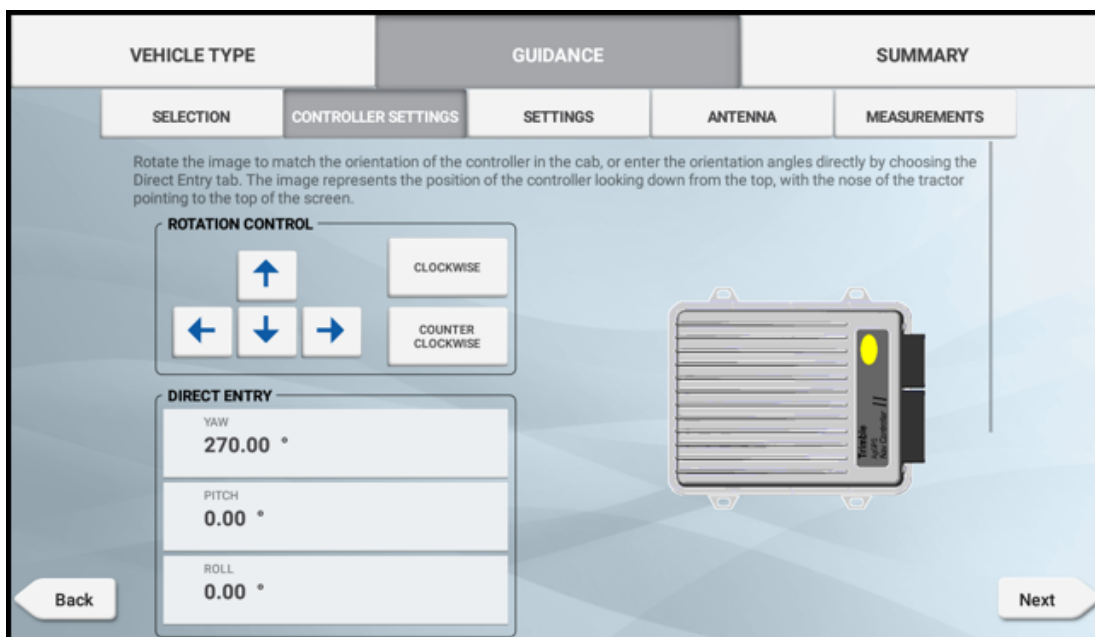 VEHICLE TYPE
GUIDANCE
SUMMARY
SELECTION
CONTROLLER SETTINGS
SETTINGS
ANTENNA
MEASUREMENTS
Rotate the image to match the orientation of the controller in the cab, or enter the orientation angles directly by choosing the
Direct Entry tab. The image represents the position of the controller looking down from the top, with the nose of the tractor
pointing to the top of the screen.
ROTATION CONTROL
CLOCKWISE
COUNTER
CLOCKWISE
DIRECT ENTRY
YAW
270.00 °
PITCH
0.00 °
ROLL
0.00 °
Trimble
AgGPS
Nav Controller II
Back
Next